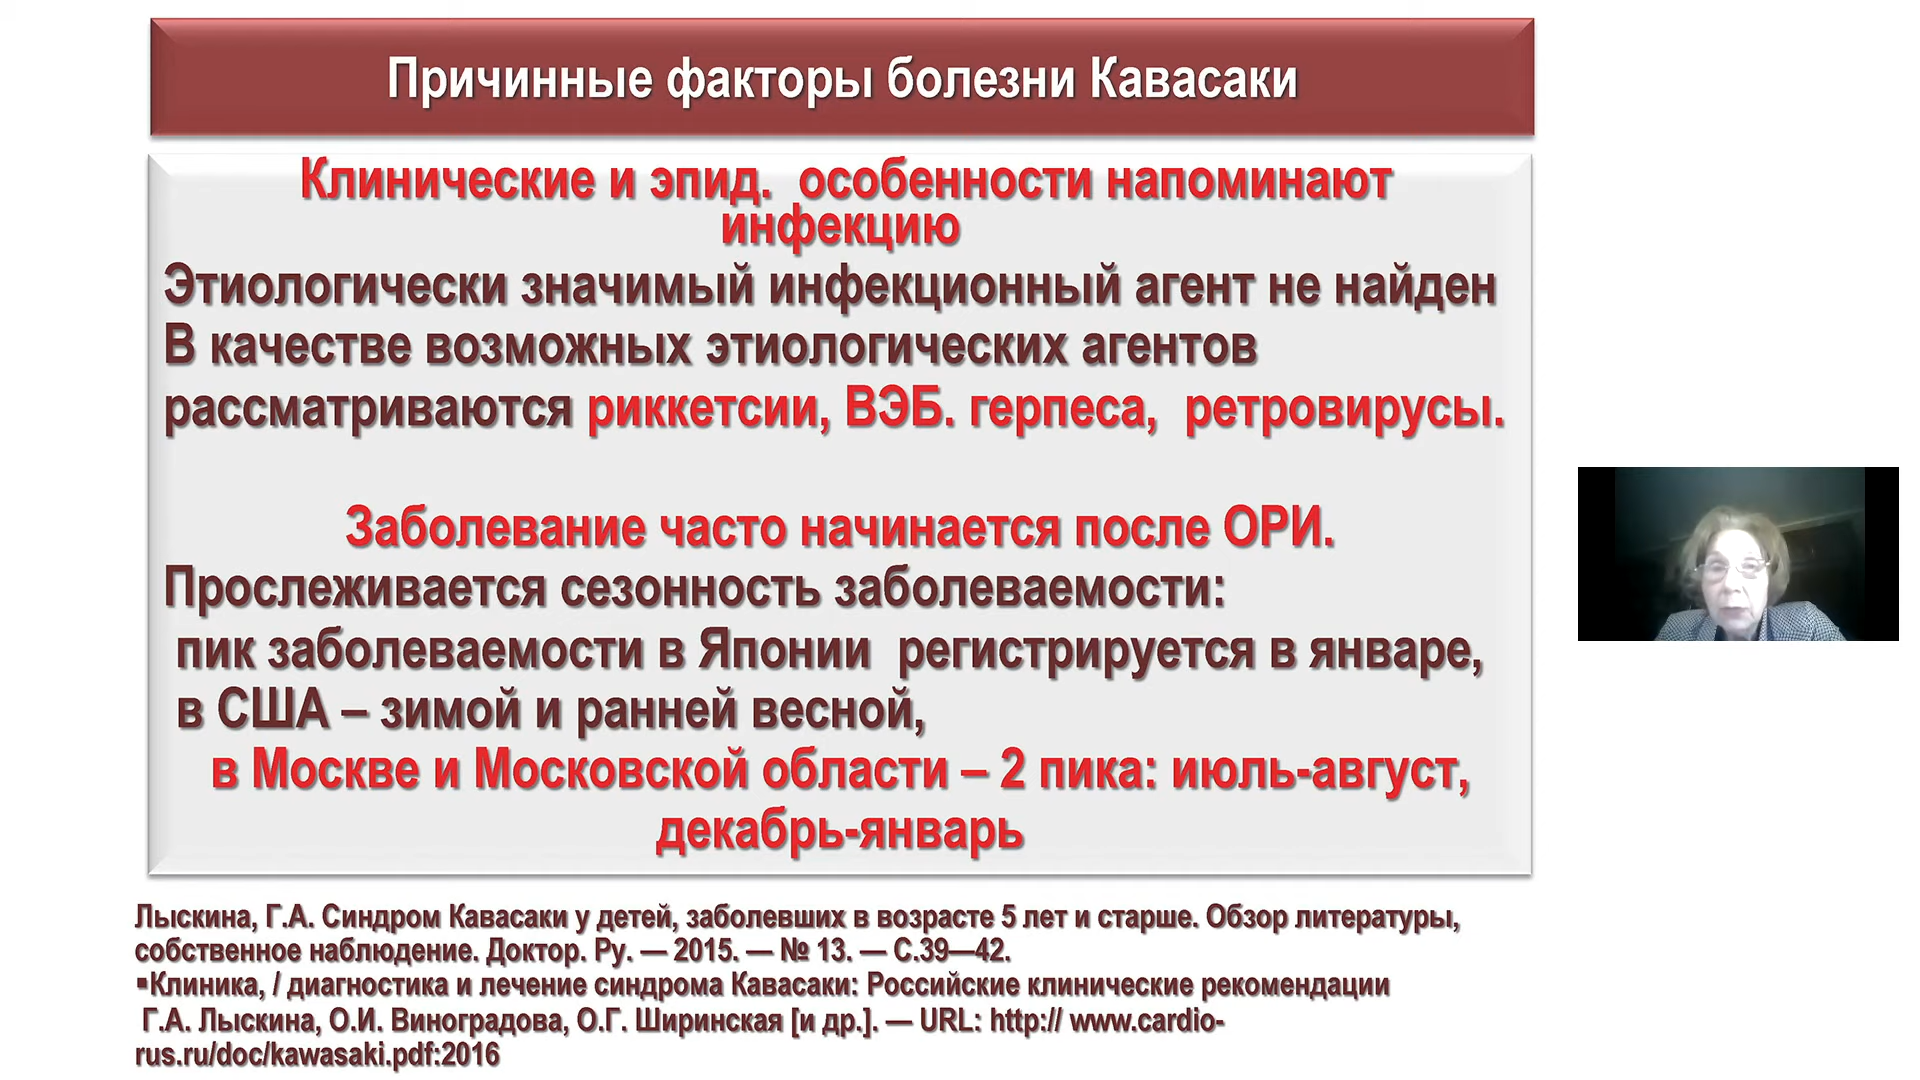 Причинные факторы болезни Кавасаки
Клинические и эпид. особенности напоминают
инфекцию
Этиологически значимый инфекционный агент не найден
В качестве возможных этиологических агентов
рассматриваются риккетсии, ВЭБ. герпеса, ретровирусы.
Заболевание часто начинается после ОРИ.
Прослеживается сезонность заболеваемости:
пик заболеваемости в Японии регистрируется в январе,
в США – зимой и ранней весной,
в Москве и Московской области – 2 пика: июль-август,
декабрь-январь
Лыскина, Г.А. Синдром Кавасаки у детей, заболевших в возрасте 5 лет и старше. Обзор литературы,
собственное наблюдение. Доктор. Ру. — 2015. — № 13. — С.39—42.
▪Клиника, / диагностика и лечение синдрома Кавасаки: Российские клинические рекомендации
Г.А. Лыскина, О.И. Виноградова, О.Г. Ширинская [и др.]. — URL: http:// www.cardio-
rus.ru/doc/kawasaki.pdf:2016